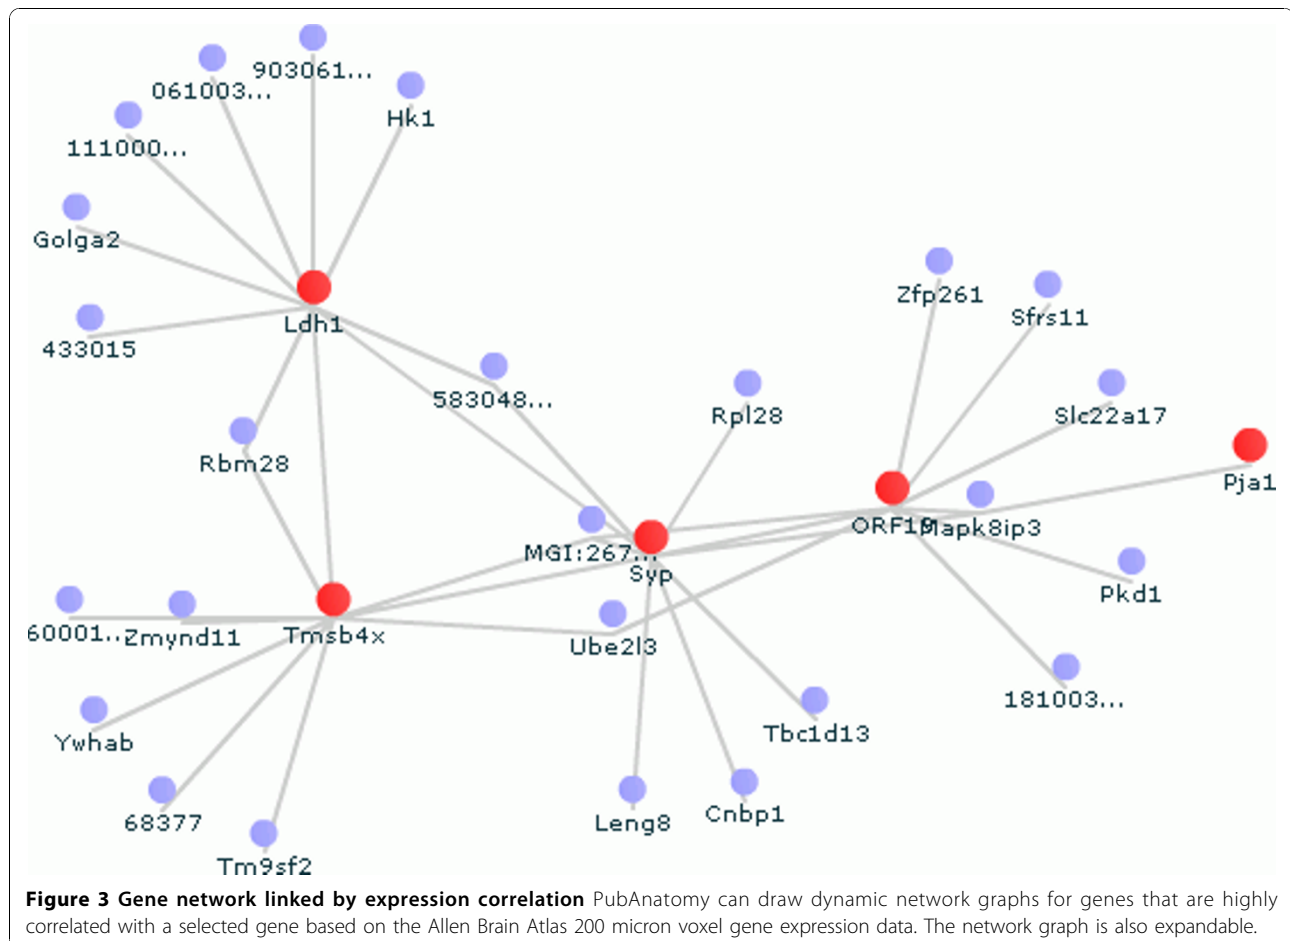 903061...
061003...
Hk1
111000...
Golga2
Zfp261
Sfrs11
Ldh1
433015
583048...
Rpl28
Slc22a17
Rbm28
Pja1
ORF19
Mapk8ip3
MGI:267...
Syp
Pkd1
60001...
Zmynd11
Tmsb4x
Ube2l3
181003...
Tbc1d13
Ywhab
Cnbp1
68377
Leng8
Tm9sf2
Figure 3 Gene network linked by expression correlation PubAnatomy can draw dynamic network graphs for genes that are highly
correlated with a selected gene based on the Allen Brain Atlas 200 micron voxel gene expression data. The network graph is also expandable.